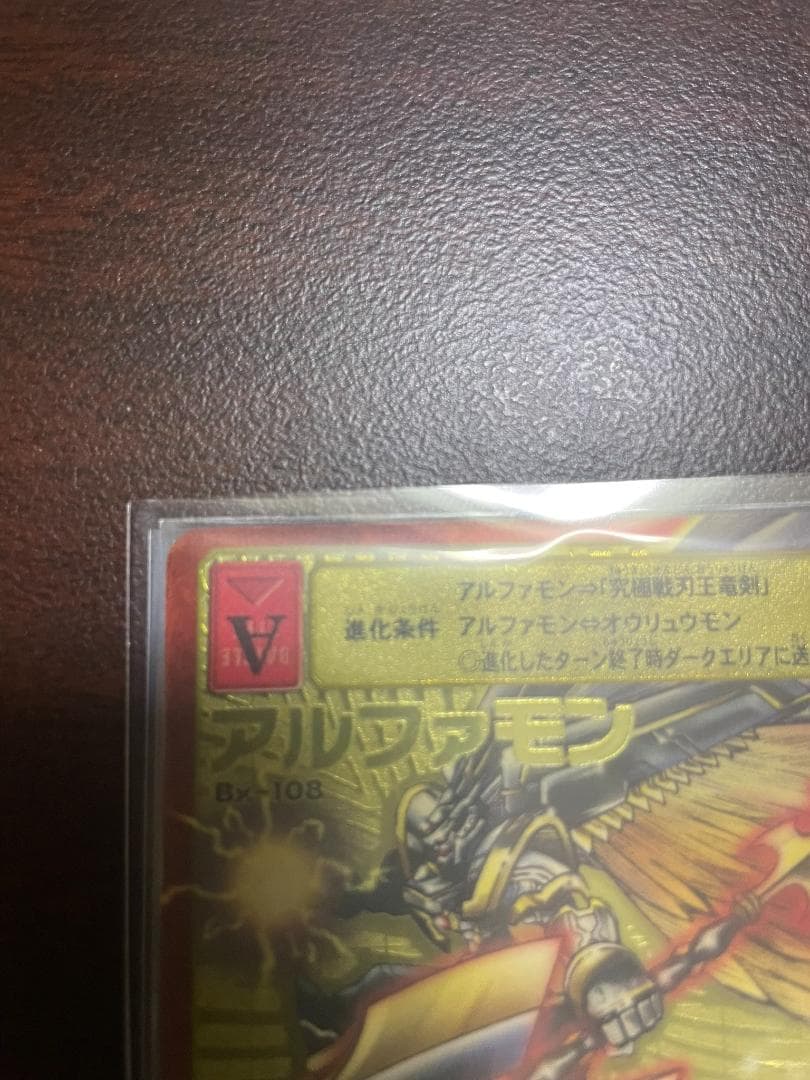 アルファモン⇒「究極戦刃王竜剣」
進化条件 アルファモン⇔オウリュウモン
◎進化したターン終了時ダークエリアに送
A
BATTLE
アルファモン
Bx-108